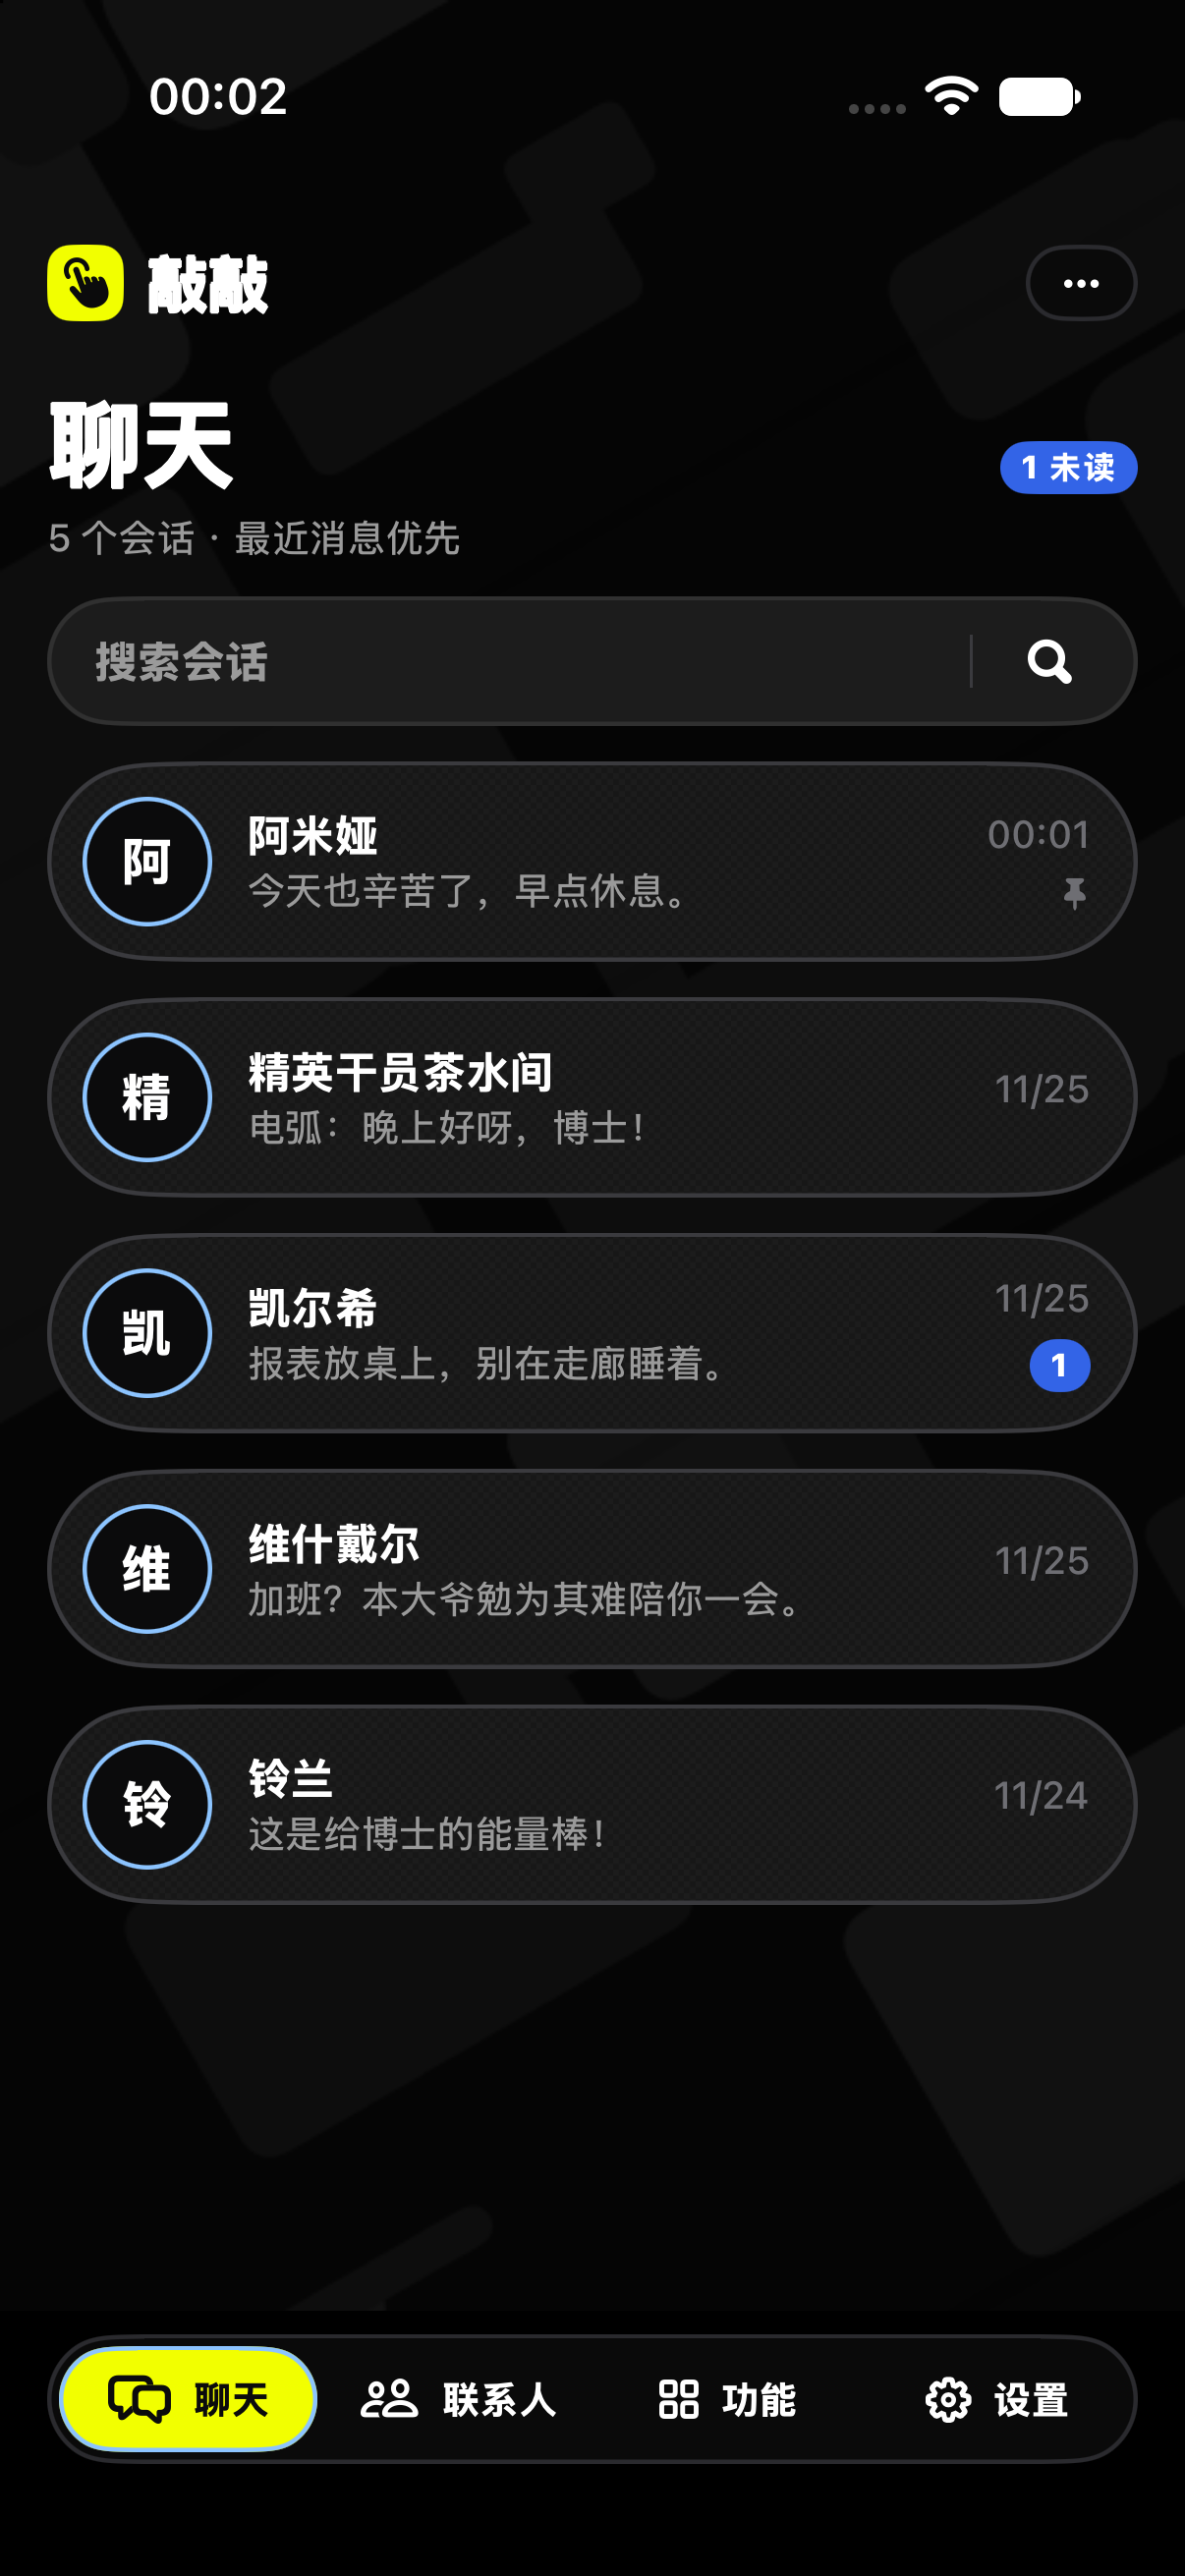 00:02
敲敲
聊天
1 未读
5 个会话 · 最近消息优先
搜索会话
阿
阿米娅
00:01
今天也辛苦了，早点休息。
精
精英干员茶水间
11/25
电弧：晚上好呀，博士！
凯
凯尔希
11/25
报表放桌上，别在走廊睡着。
1
维
维什戴尔
11/25
加班？本大爷勉为其难陪你一会。
铃
铃兰
11/24
这是给博士的能量棒！
聊天
联系人
功能
设置